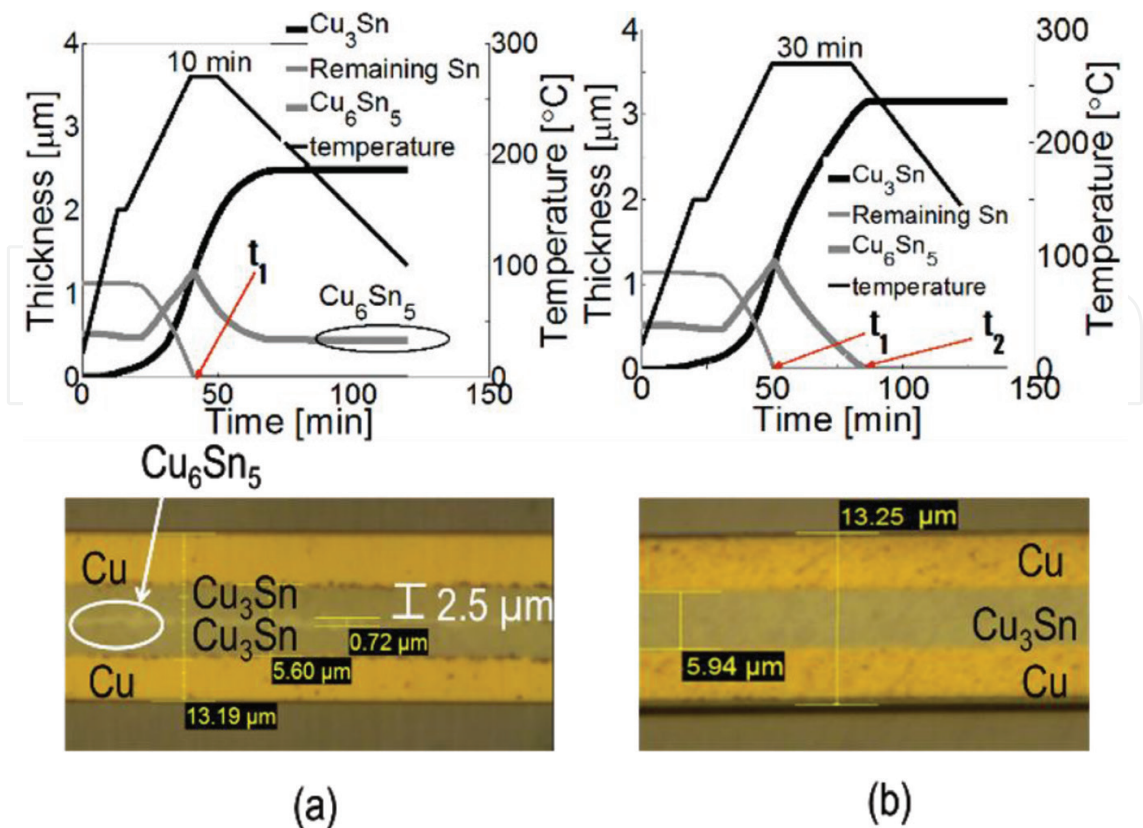 4
3
2
1
0
Thickness [µm]
0 50 100 150
Time [min]
300
200
100
0
Temperature [°C]
10 min
Cu₃Sn
Remaining Sn
Cu₆Sn₅
temperature
t₁
Cu₆Sn₅
4
3
2
1
0
Thickness [µm]
0 50 100 150
Time [min]
300
200
100
0
Temperature [°C]
30 min
Cu₃Sn
Remaining Sn
Cu₆Sn₅
temperature
t₁
t₂
Cu₆Sn₅
Cu
Cu₃Sn
Cu₃Sn
Cu
2.5 µm
0.72 µm
5.60 µm
13.19 µm
(a)
13.25 µm
Cu
Cu₃Sn
5.94 µm
Cu
(b)